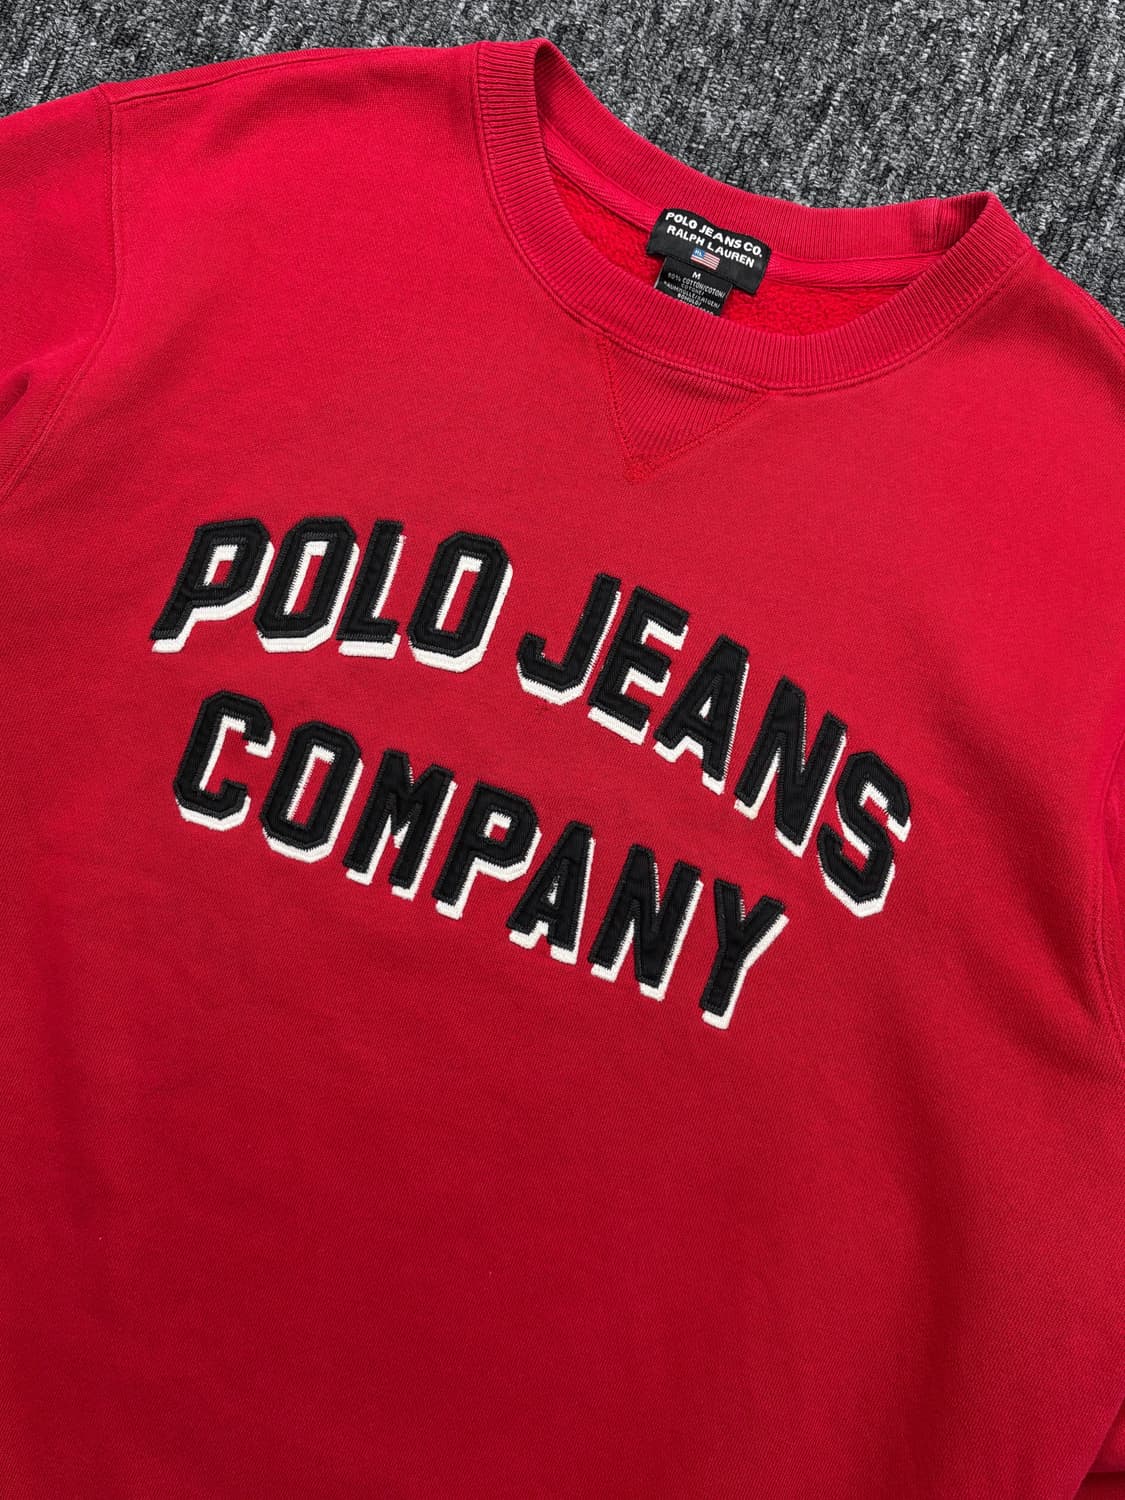 POLO JEANS CO.
RALPH LAUREN
M
POLO JEANS
COMPANY